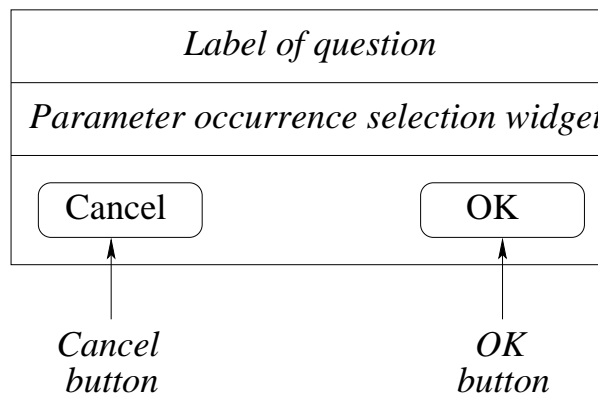 Label of question
Parameter occurrence selection widget
Cancel
OK
Cancel
button
OK
button